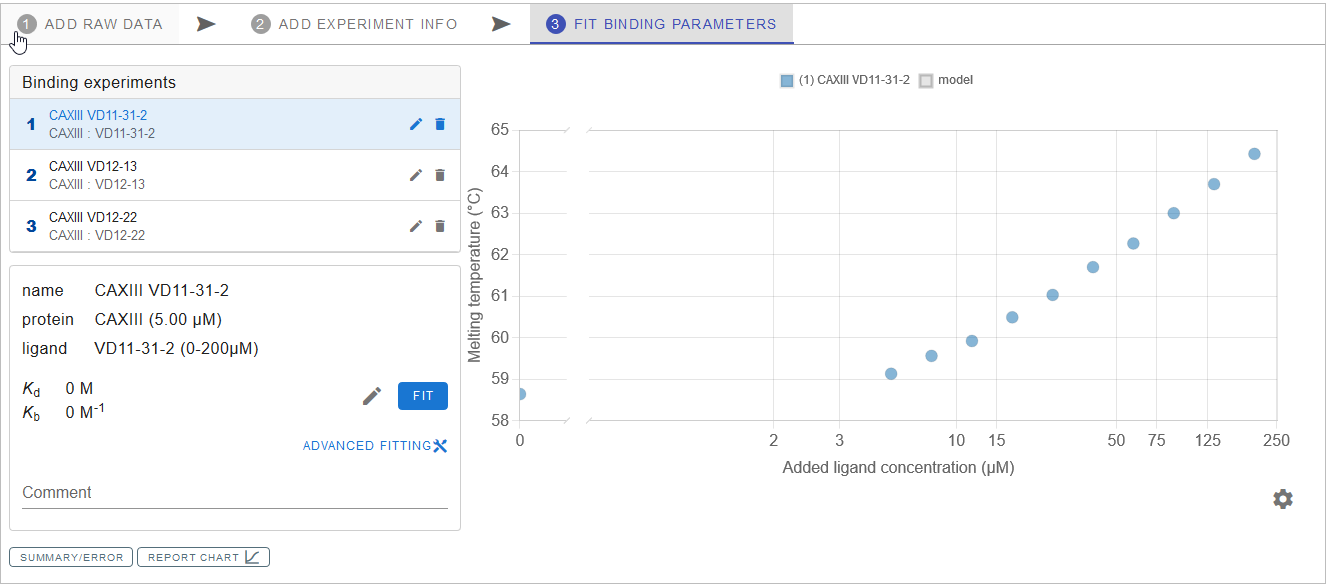 1 ADD RAW DATA 2 ADD EXPERIMENT INFO 3 FIT BINDING PARAMETERS
Binding experiments
1 CAXIII VD11-31-2
CAXIII : VD11-31-2
2 CAXIII VD12-13
CAXIII : VD12-13
3 CAXIII VD12-22
CAXIII : VD12-22
name CAXIII VD11-31-2
protein CAXIII (5.00 μM)
ligand VD11-31-2 (0-200μM)
Kd 0 M
Kb 0 M-1
FIT
ADVANCED FITTING
Comment
SUMMARY/ERROR REPORT CHART
(1) CAXIII VD11-31-2 model
Melting temperature (°C)
65
64
63
62
61
60
59
58
0 2 3 10 15 50 75 125 250
Added ligand concentration (μM)